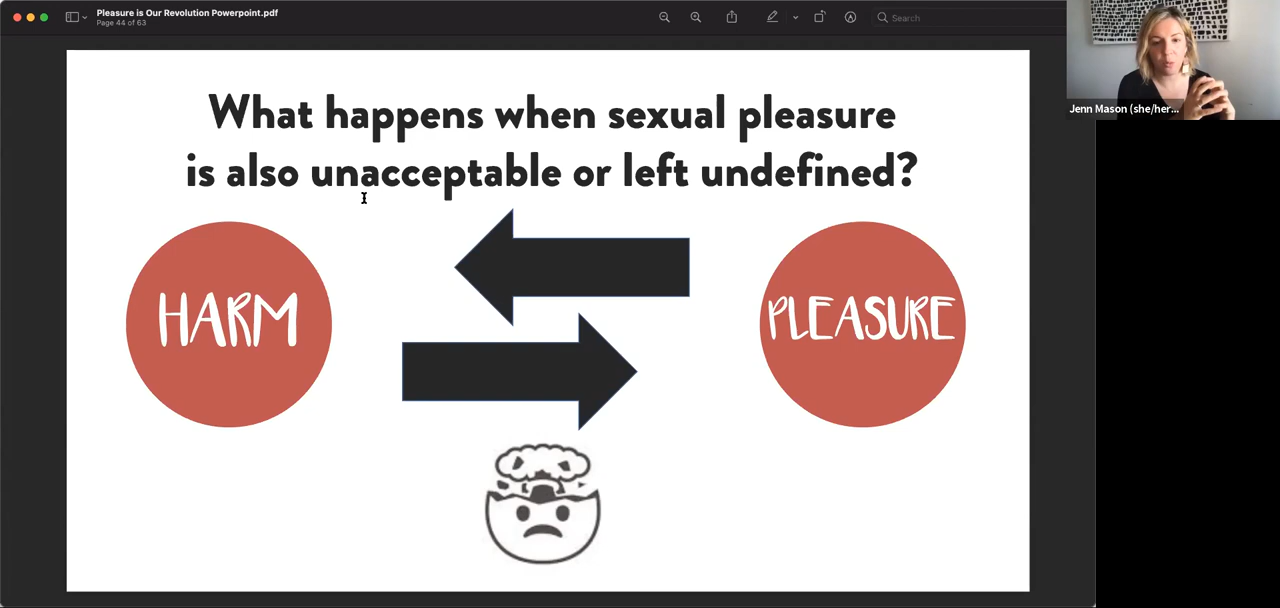 Pleasure is Our Revolution Powerpoint.pdf
Page 44 of 63
Search
Jenn Mason (she/her...
What happens when sexual pleasure
is also unacceptable or left undefined?
HARM
PLEASURE